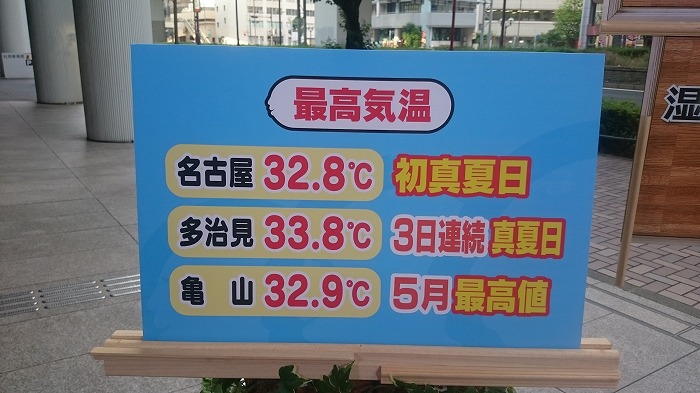 最高気温
名古屋 32.8℃ 初真夏日
多治見 33.8℃ 3日連続 真夏日
亀山 32.9℃ 5月最高値
湿